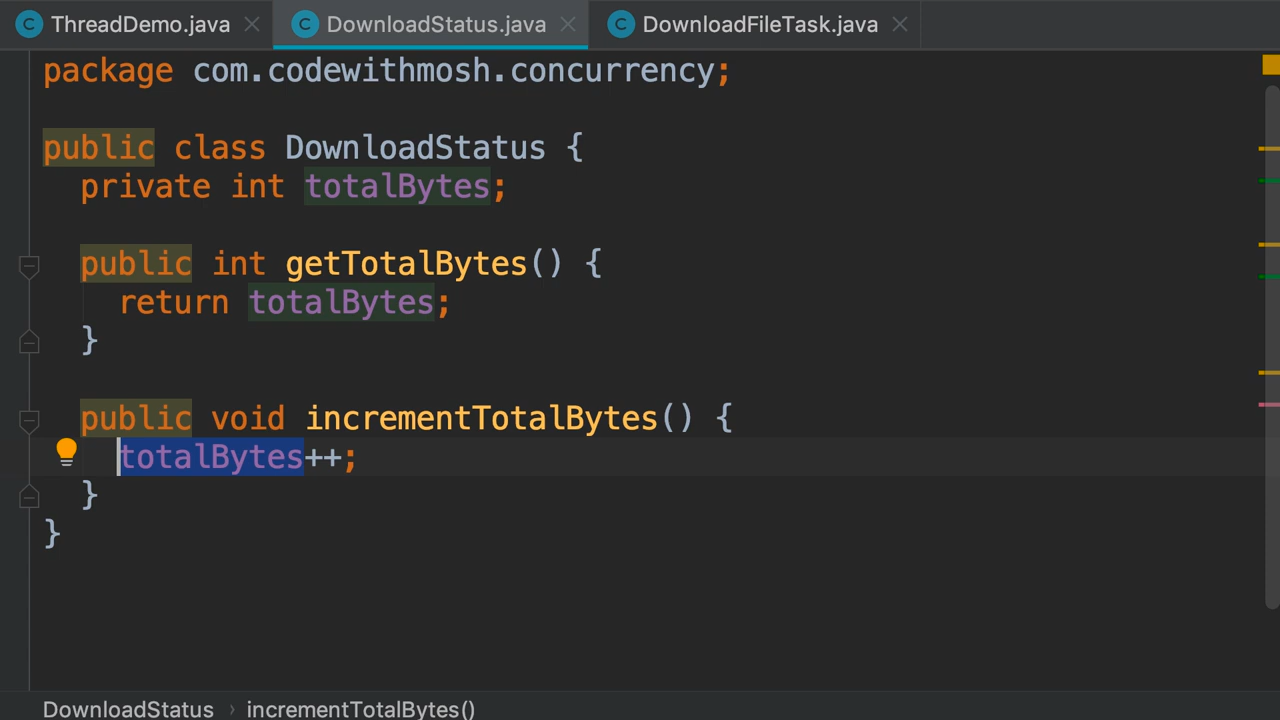 ThreadDemo.java DownloadStatus.java DownloadFileTask.java
package com.codewithmosh.concurrency;
public class DownloadStatus {
private int totalBytes;
public int getTotalBytes() {
return totalBytes;
}
public void incrementTotalBytes() {
totalBytes++;
}
}
DownloadStatus › incrementTotalBytes()